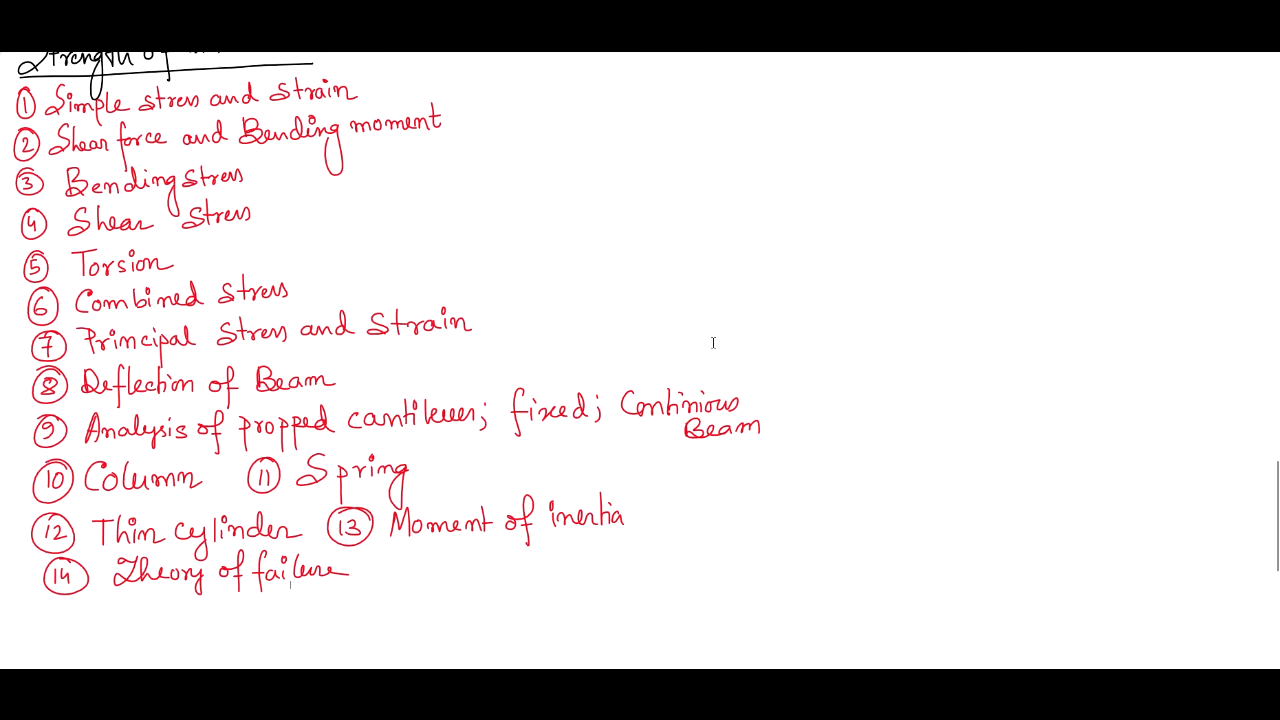 Strength of
① Simple stress and strain
② Shear force and Bending moment
③ Bending stress
④ Shear stress
⑤ Torsion
⑥ Combined stress
⑦ Principal stress and strain
⑧ Deflection of Beam
⑨ Analysis of propped cantilever; fixed; Continious
Beam
⑩ Column ⑪ Spring
⑫ Thin cylinder ⑬ Moment of inertia
⑭ Theory of failure